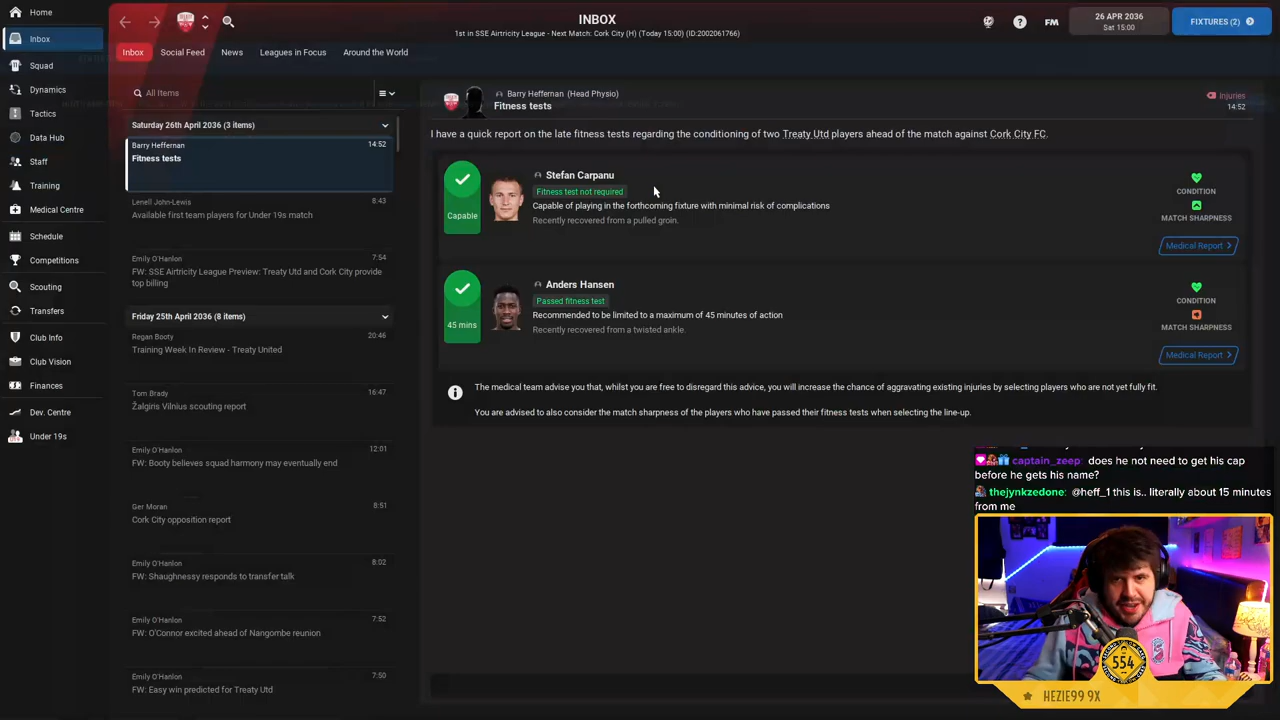 Home
INBOX
1st in SSE Airtricity League - Next Match: Cork City (H) (Today 15:00) (ID:2002061766)
FM
26 APR 2036
Sat 15:00
FIXTURES (2)
Inbox
Squad
Dynamics
Tactics
Data Hub
Staff
Training
Medical Centre
Schedule
Competitions
Scouting
Transfers
Club Info
Club Vision
Finances
Dev. Centre
Under 19s
Inbox
Social Feed
News
Leagues in Focus
Around the World
All Items
Saturday 26th April 2036 (3 items)
Barry Heffernan
14:52
Fitness tests
Lenell John-Lewis
8:43
Available first team players for Under 19s match
Emily O'Hanlon
7:54
FW: SSE Airtricity League Preview: Treaty Utd and Cork City provide
top billing
Friday 25th April 2036 (8 items)
Regan Booty
20:46
Training Week In Review - Treaty United
Tom Brady
16:47
Žalgiris Vilnius scouting report
Emily O'Hanlon
12:01
FW: Booty believes squad harmony may eventually end
Ger Moran
8:51
Cork City opposition report
Emily O'Hanlon
8:02
FW: Shaughnessy responds to transfer talk
Emily O'Hanlon
7:52
FW: O'Connor excited ahead of Nangombe reunion
Emily O'Hanlon
7:50
FW: Easy win predicted for Treaty Utd
Barry Heffernan (Head Physio)
Fitness tests
Injuries
14:52
I have a quick report on the late fitness tests regarding the conditioning of two Treaty Utd players ahead of the match against Cork City FC.
Capable
Stefan Carpanu
Fitness test not required
Capable of playing in the forthcoming fixture with minimal risk of complications
Recently recovered from a pulled groin.
CONDITION
MATCH SHARPNESS
Medical Report
45 mins
Anders Hansen
Passed fitness test
Recommended to be limited to a maximum of 45 minutes of action
Recently recovered from a twisted ankle.
CONDITION
MATCH SHARPNESS
Medical Report
The medical team advise you that, whilst you are free to disregard this advice, you will increase the chance of aggravating existing injuries by selecting players who are not yet fully fit.
You are advised to also consider the match sharpness of the players who have passed their fitness tests when selecting the line-up.
captain_zeep: does he not need to get his cap
before he gets his name?
thejynkzedone: @heff_1 this is.. literally about 15 minutes
from me
554
HEZIE99 9X